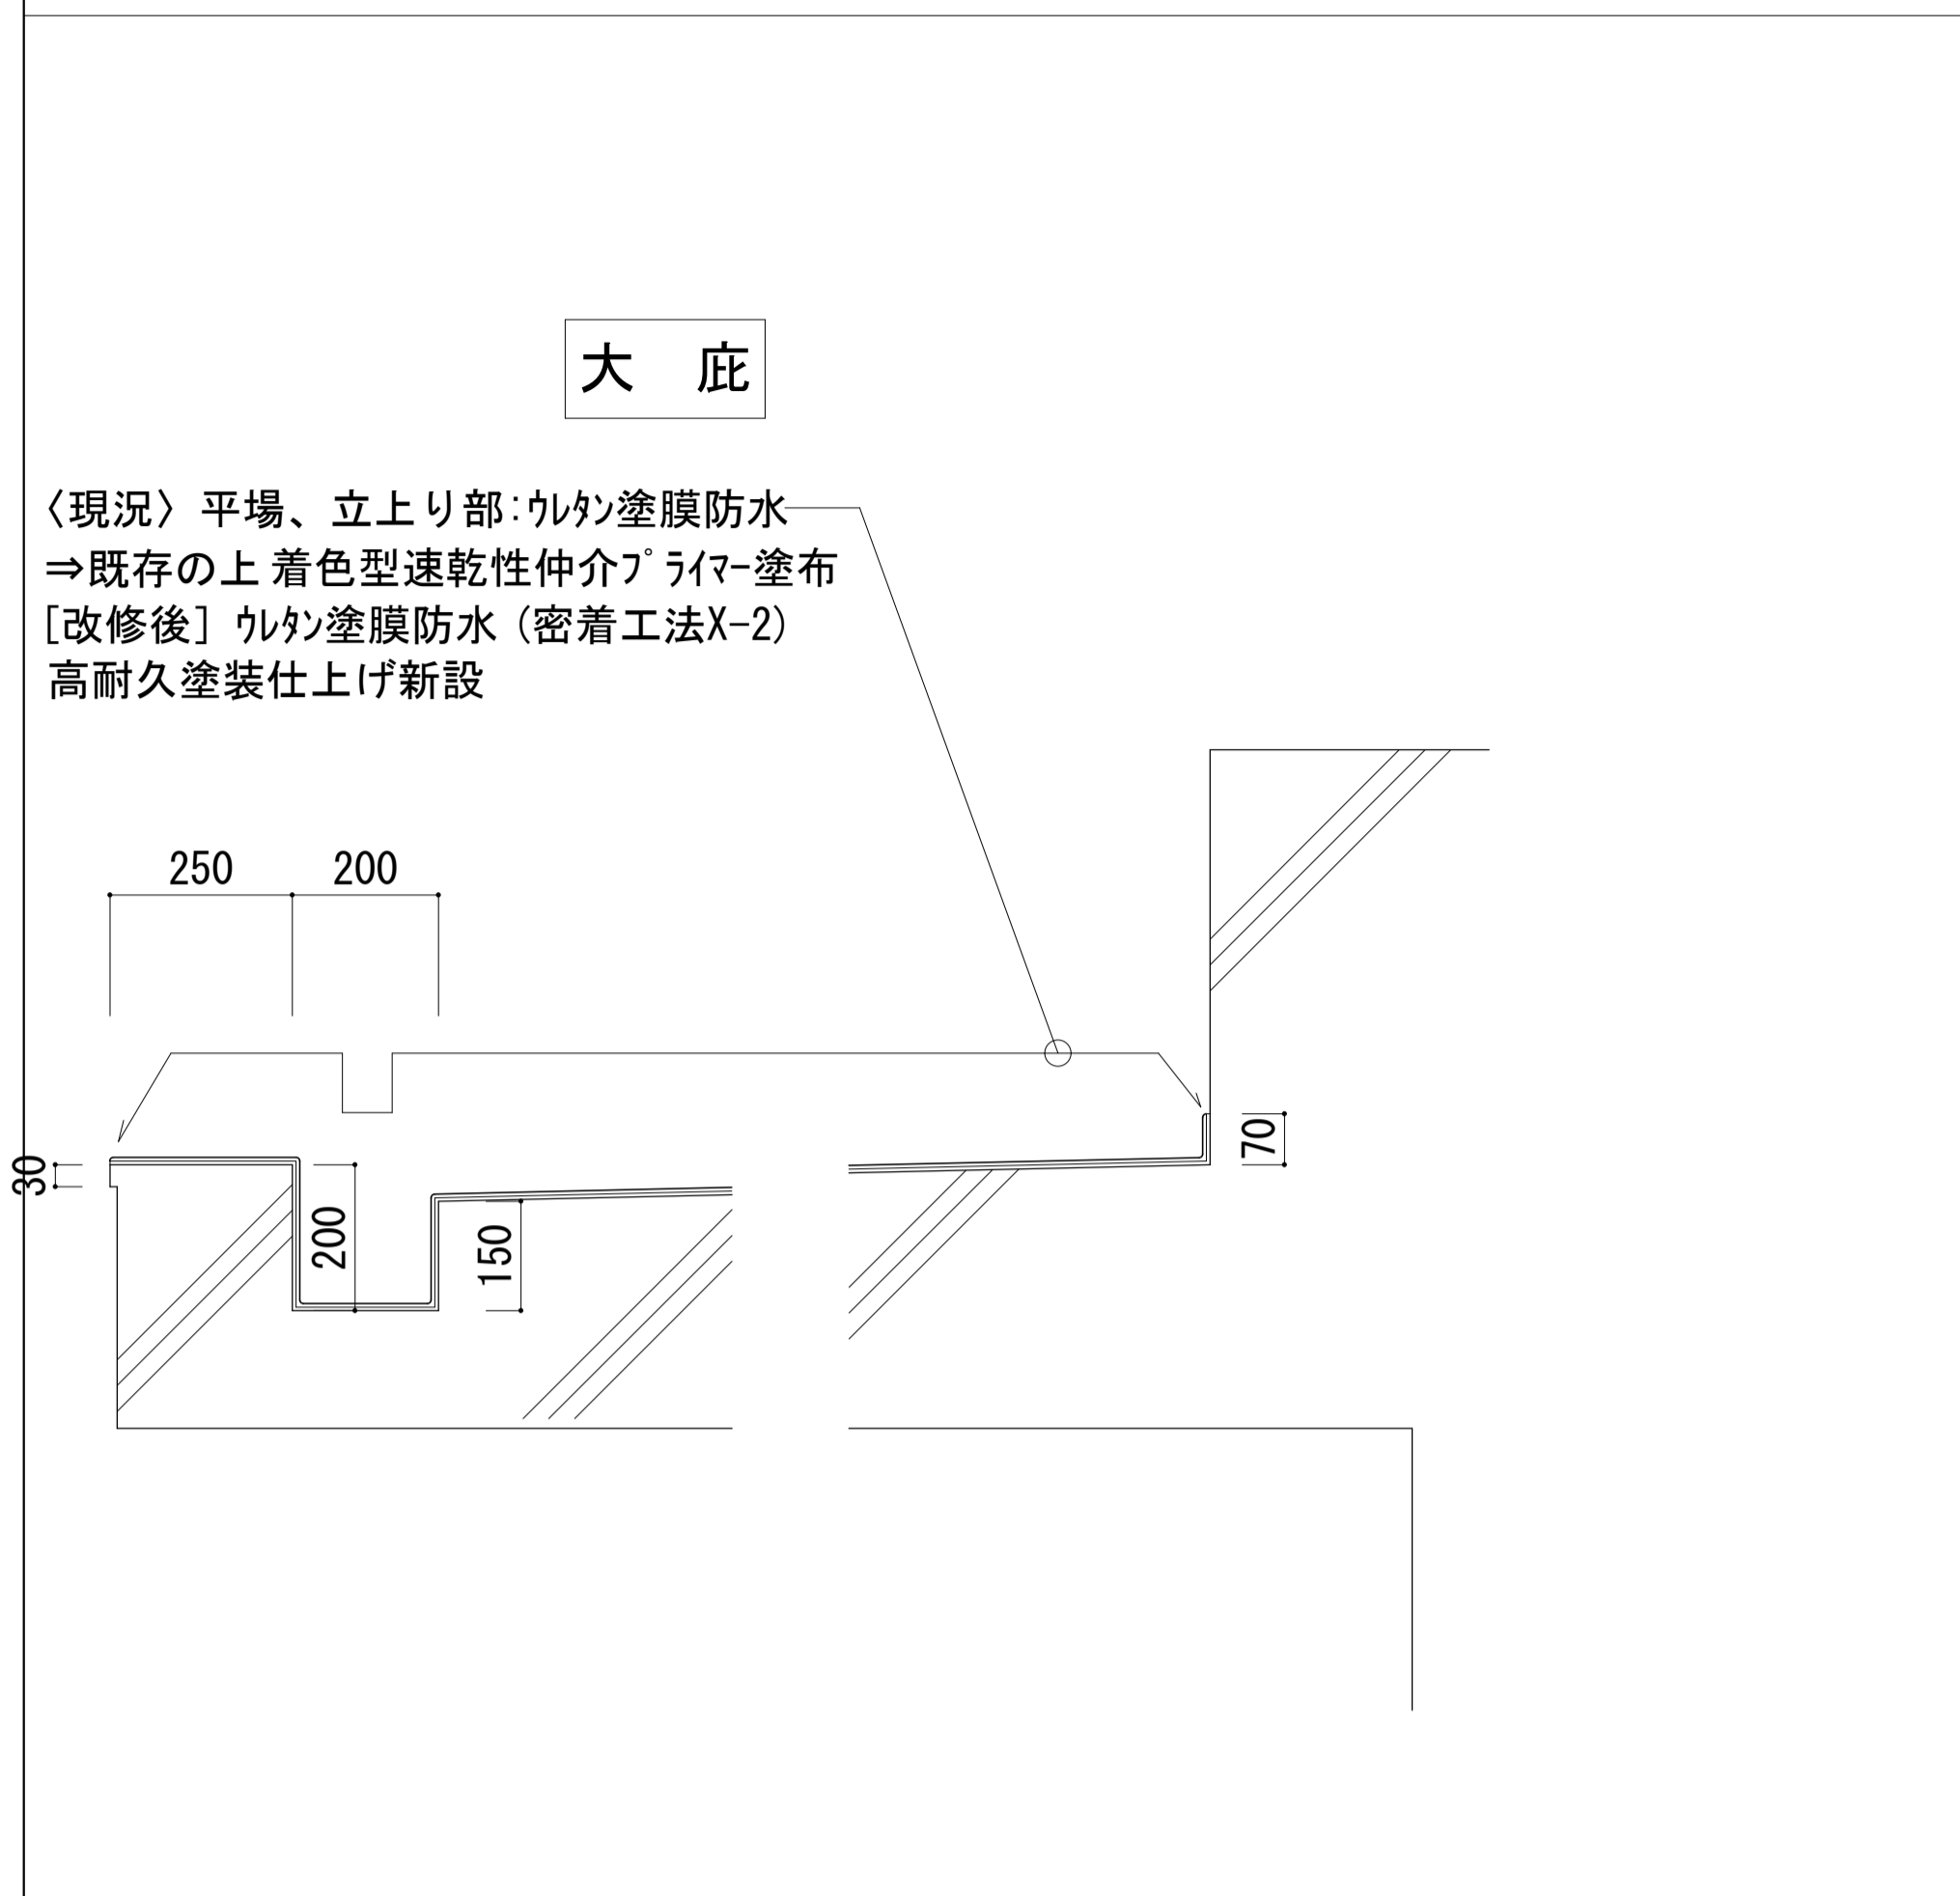 大　庇
〈現況〉 平場、立上り部:ｳﾚﾀﾝ塗膜防水
⇒既存の上着色型速乾性仲介ﾌﾟﾗｲﾏｰ塗布
[改修後] ｳﾚﾀﾝ塗膜防水 (密着工法X-2)
高耐久塗装仕上げ新設
250
200
70
30
200
150